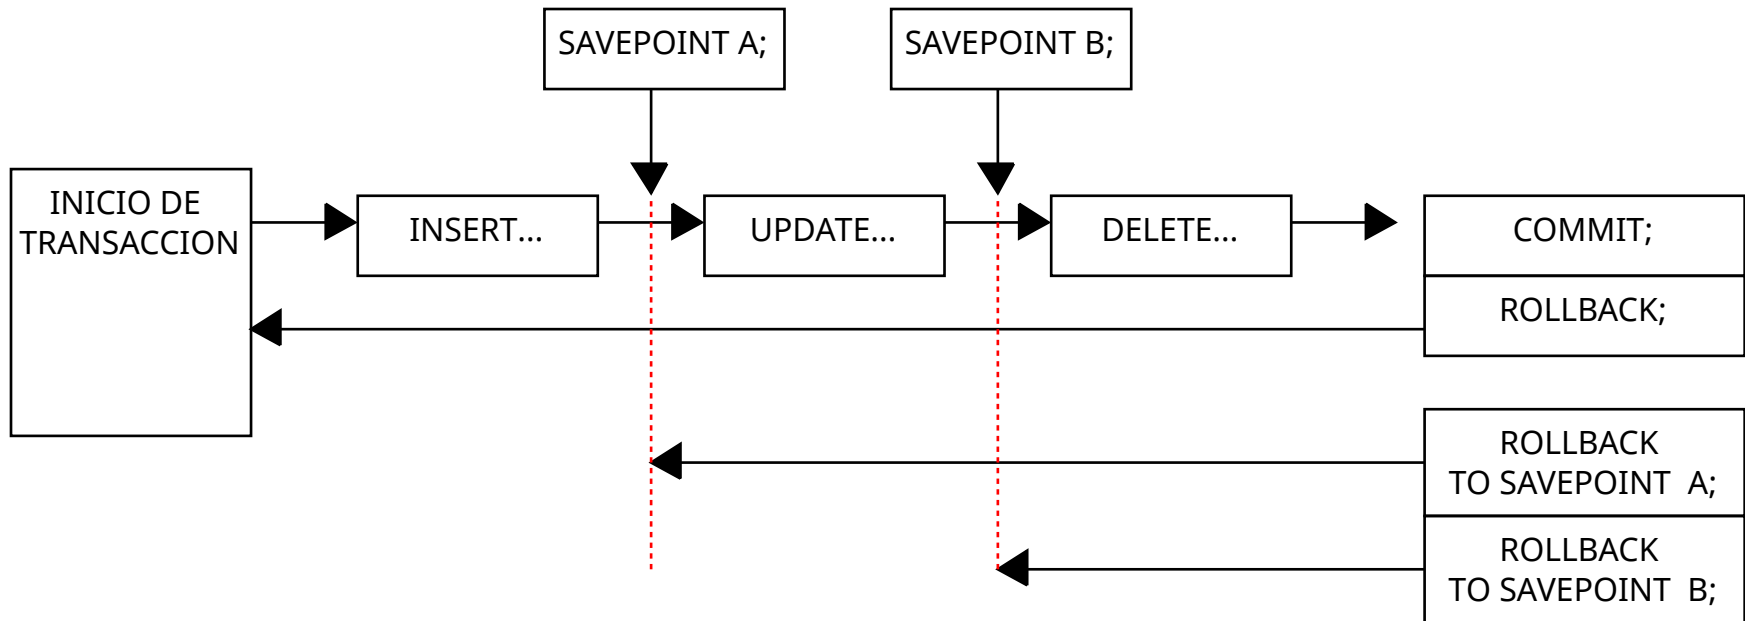 SAVEPOINT A;
SAVEPOINT B;
INICIO DE
TRANSACCION
INSERT...
UPDATE...
DELETE...
COMMIT;
ROLLBACK;
ROLLBACK
TO SAVEPOINT  A;
ROLLBACK
TO SAVEPOINT  B;